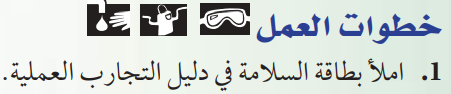 خطوات العمل
1. املأ بطاقة السلامة في دليل التجارب العملية.